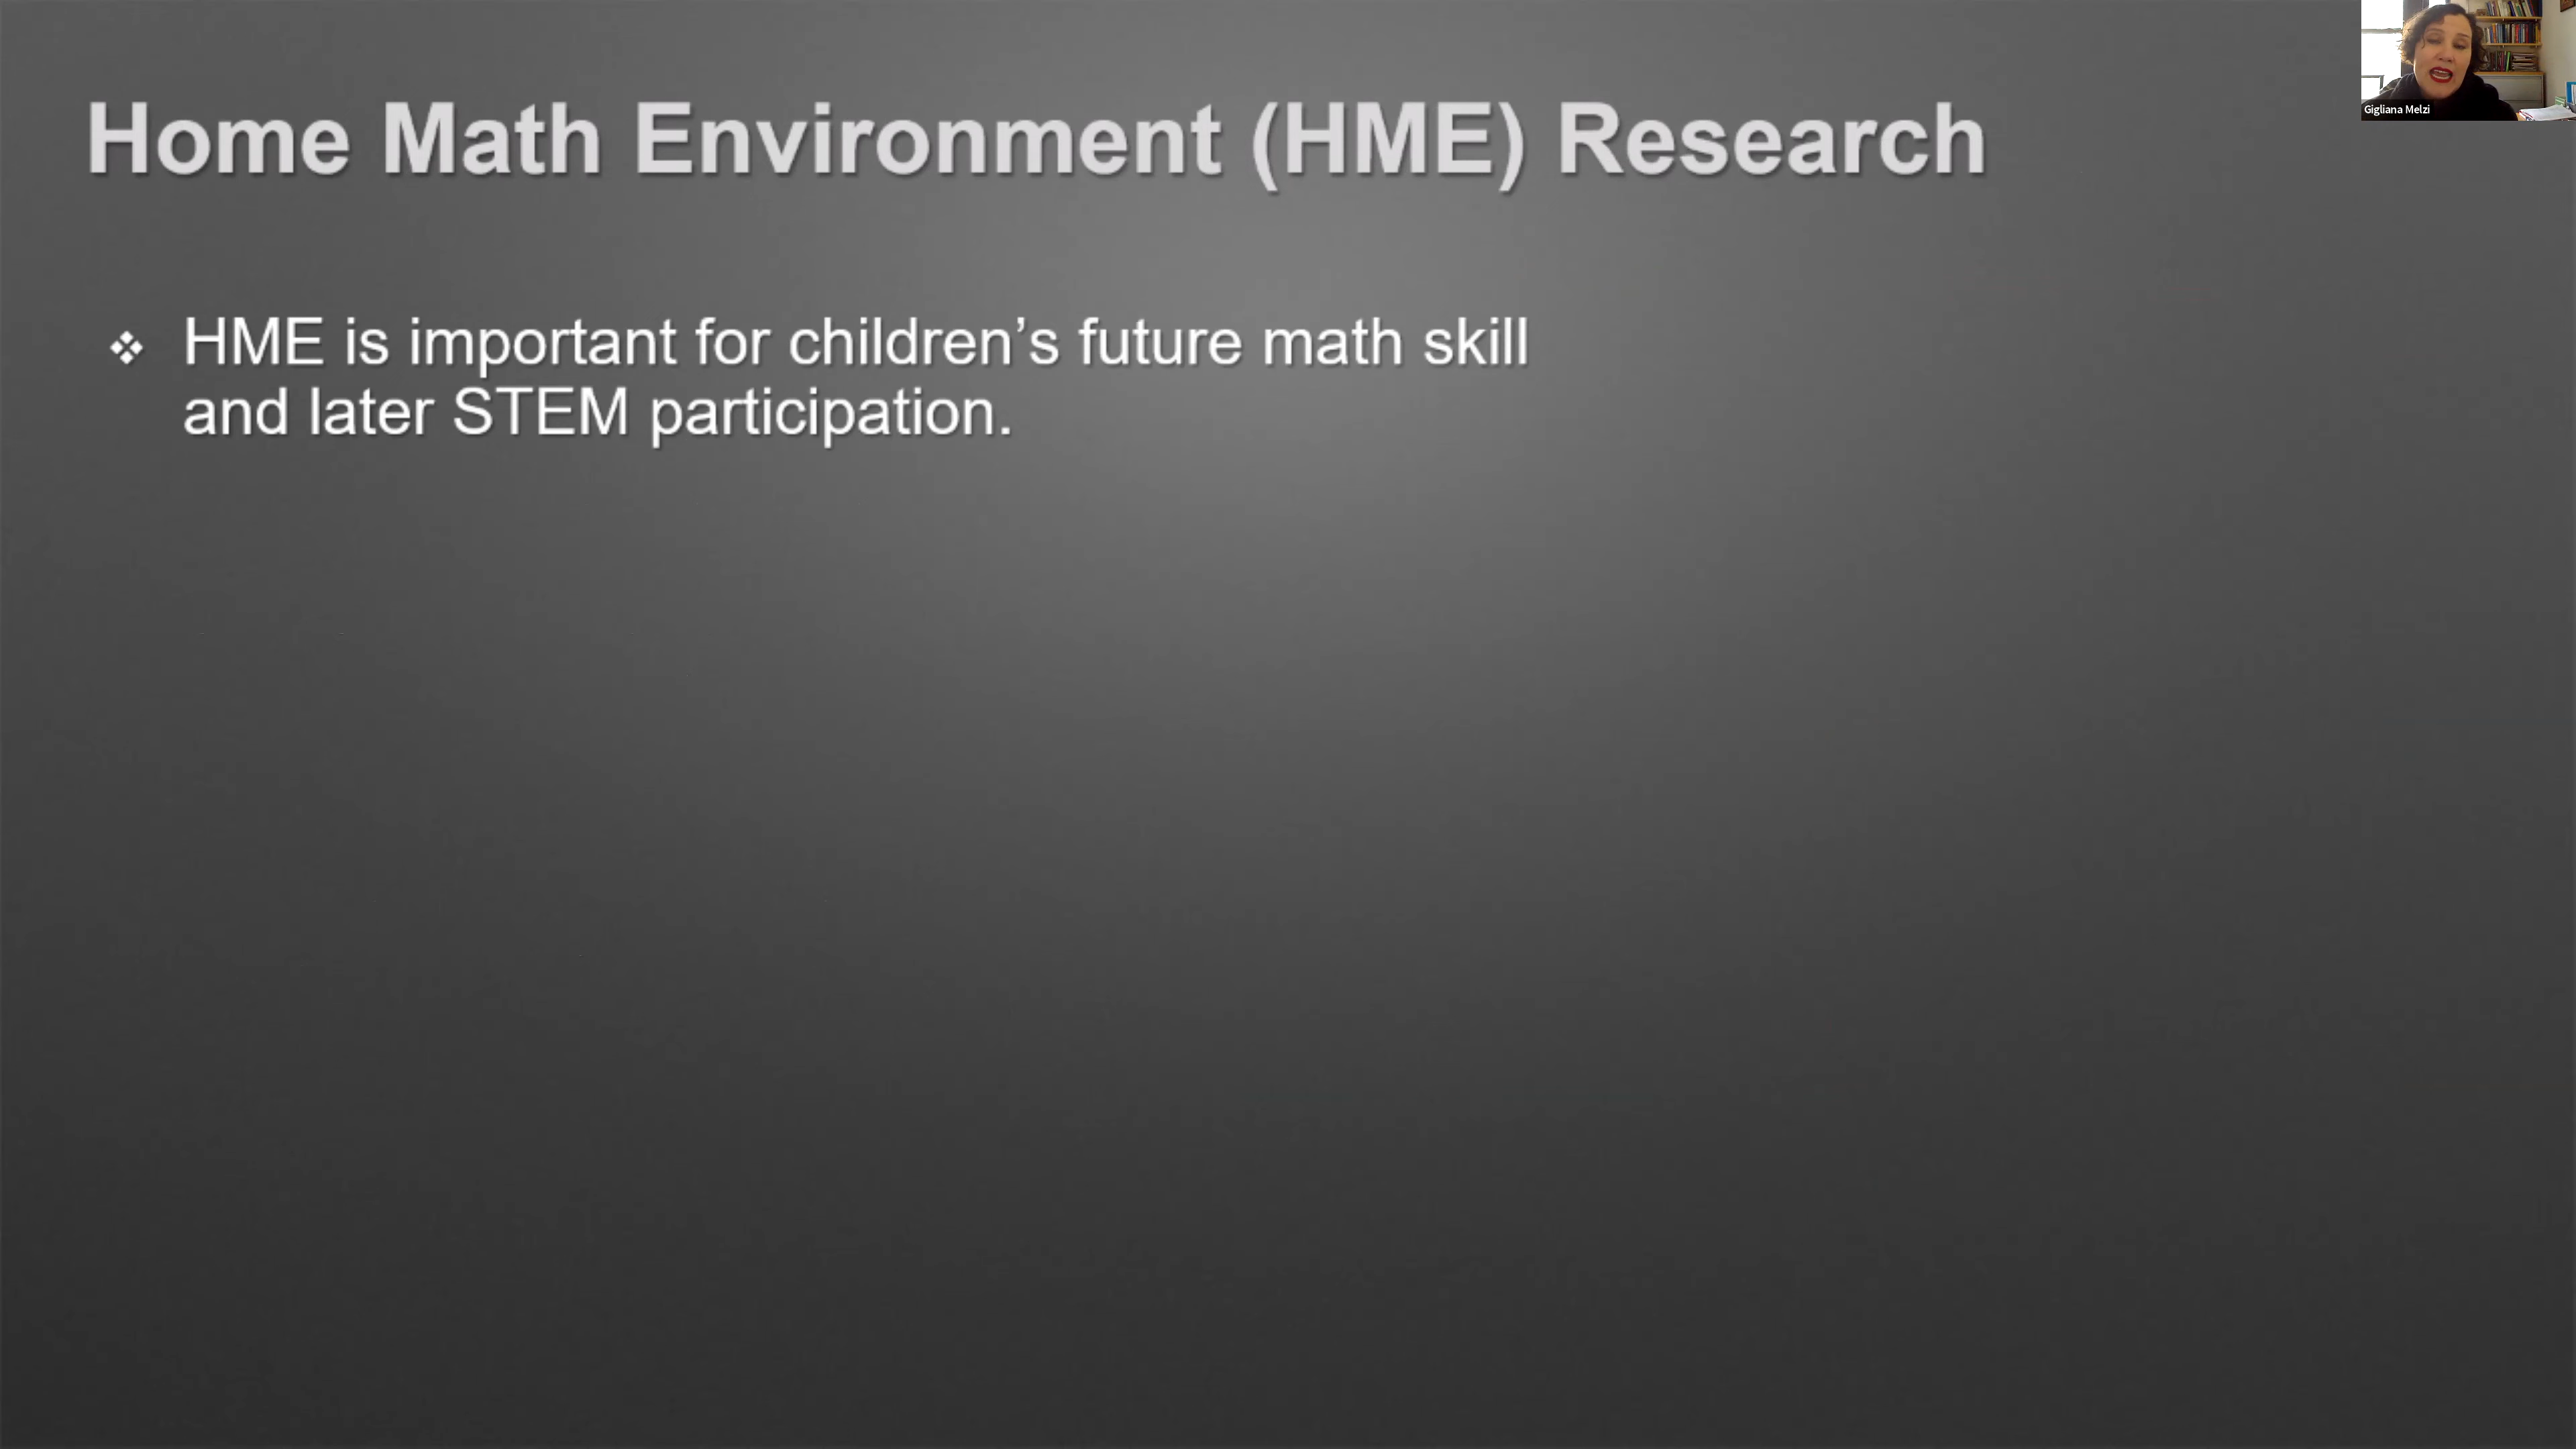 Home Math Environment (HME) Research
HME is important for children’s future math skill
and later STEM participation.
Gigliana Melzi